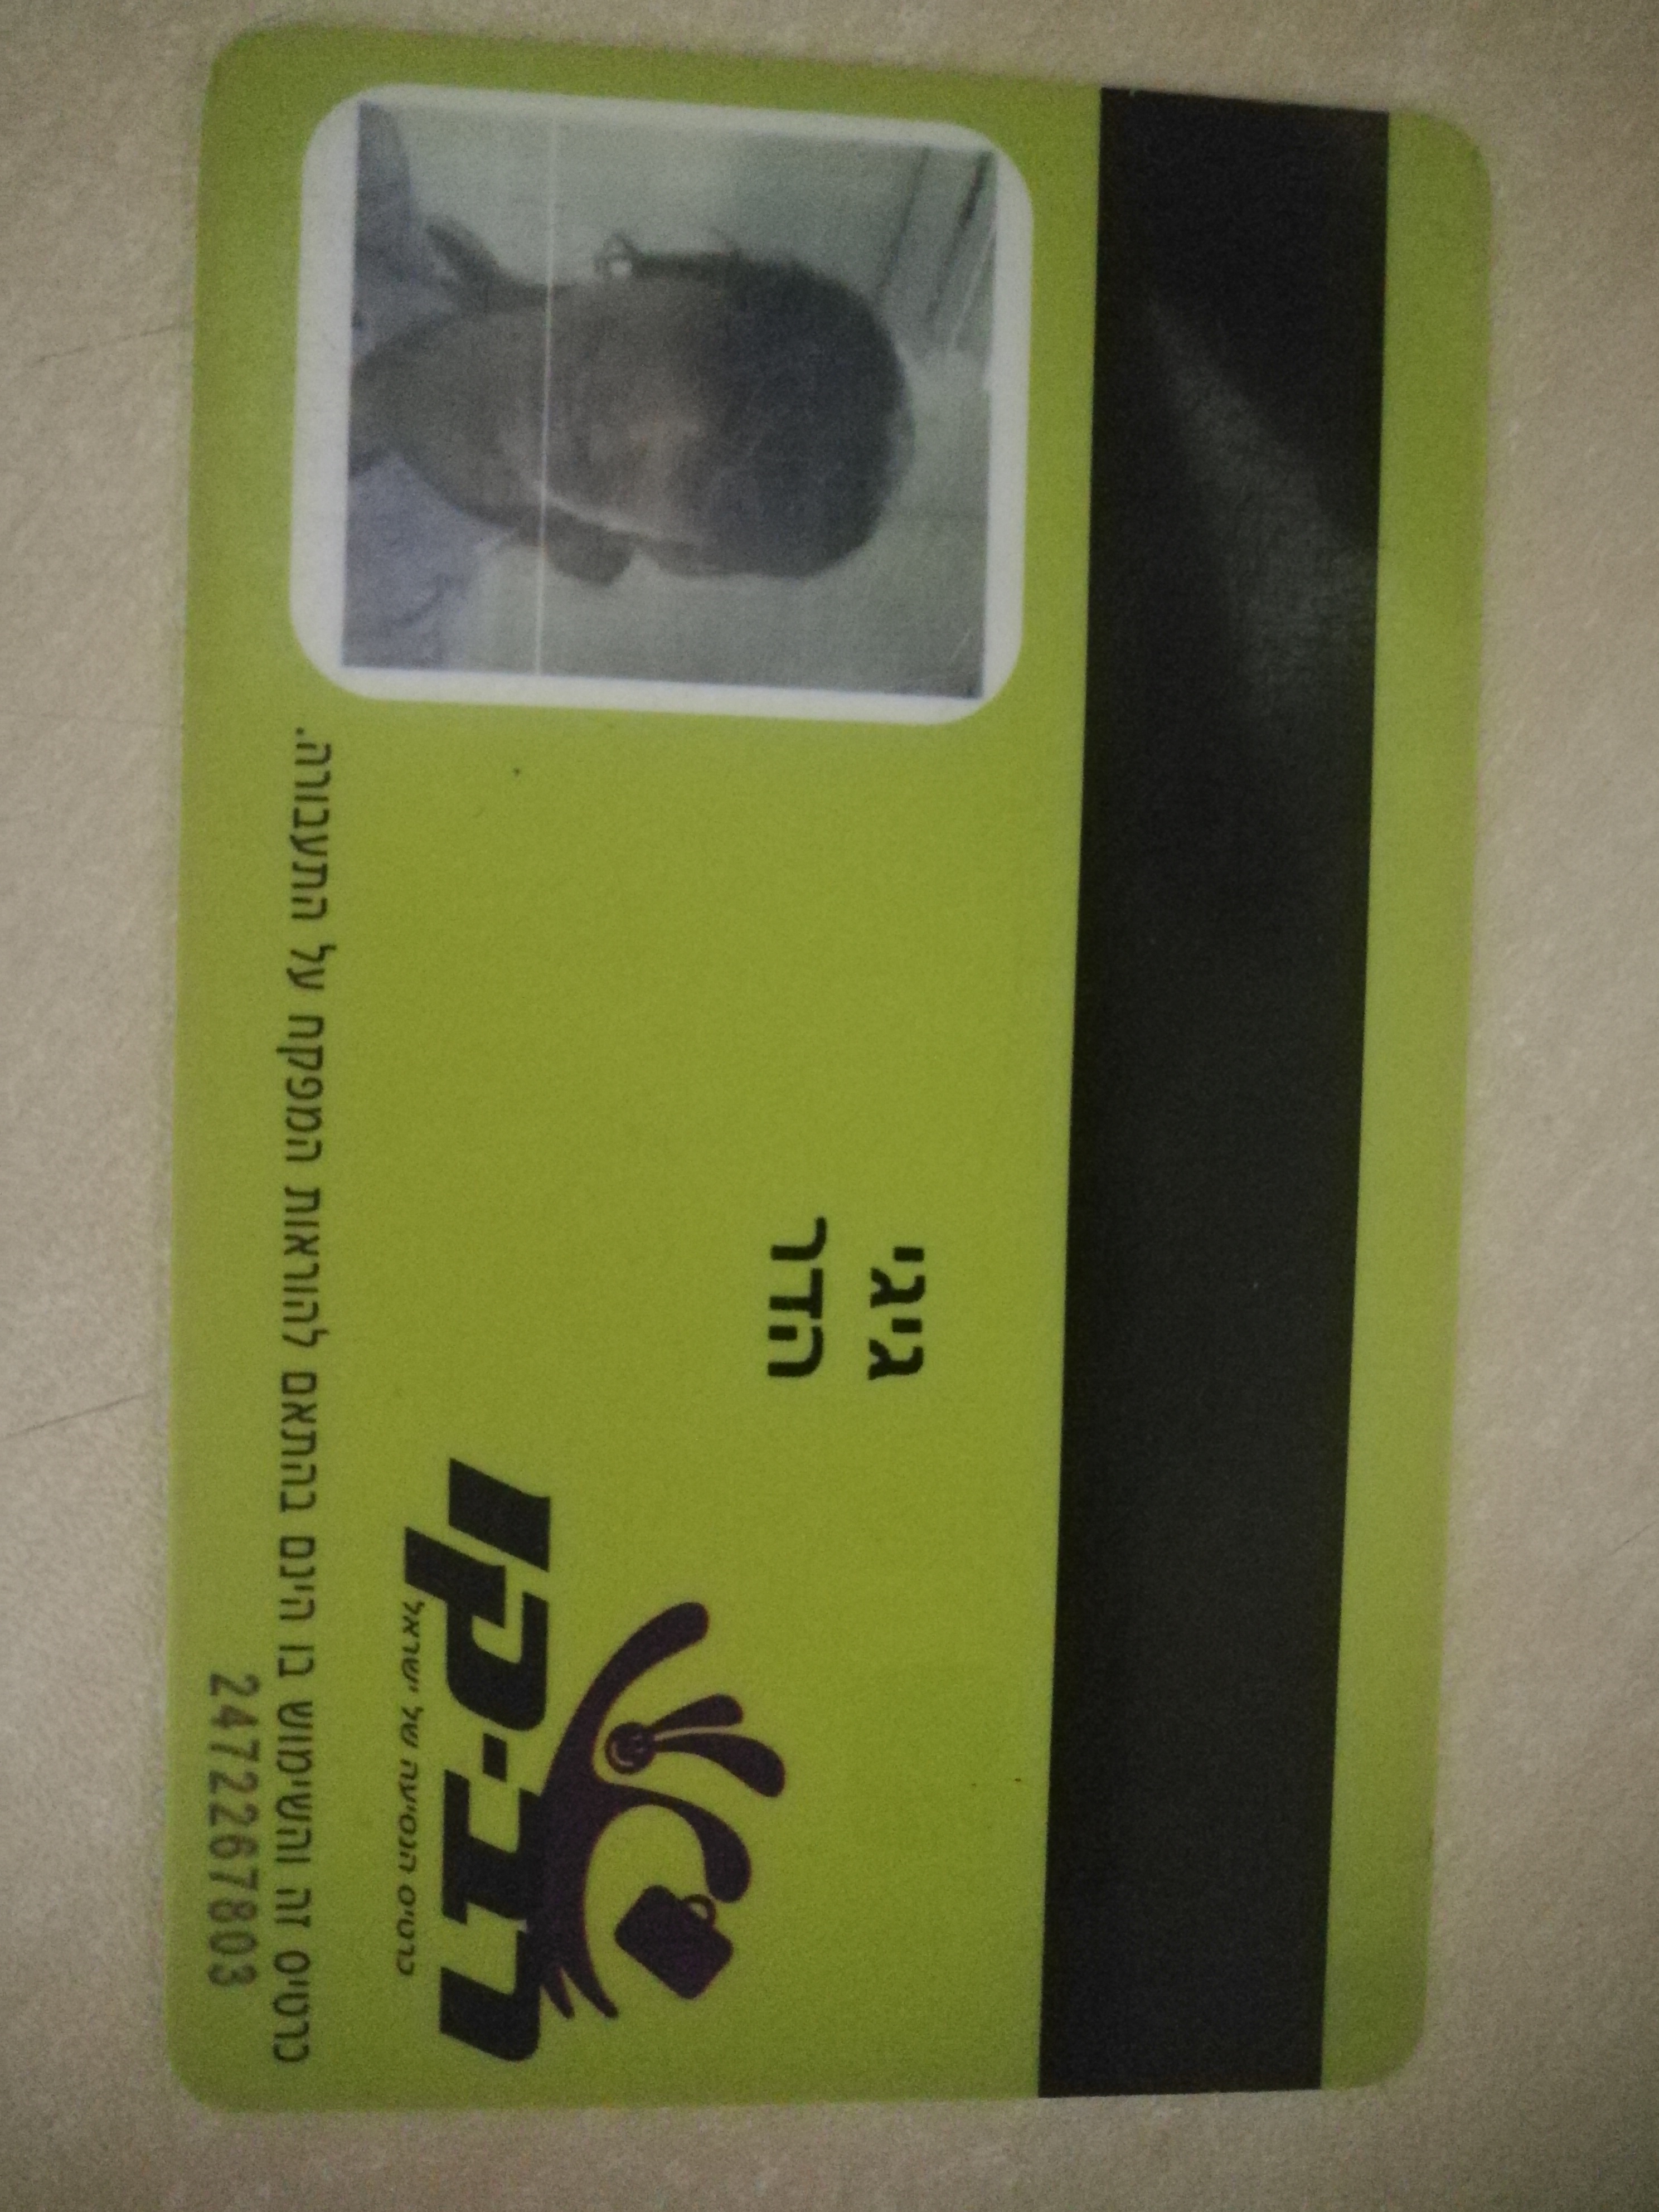 גיגי
הדר
רב-קו
כרטיס הנסיעה של ישראל
כרטיס זה והשימוש בו הינם בהתאם להוראות המפקח על התעבורה.
2472267803